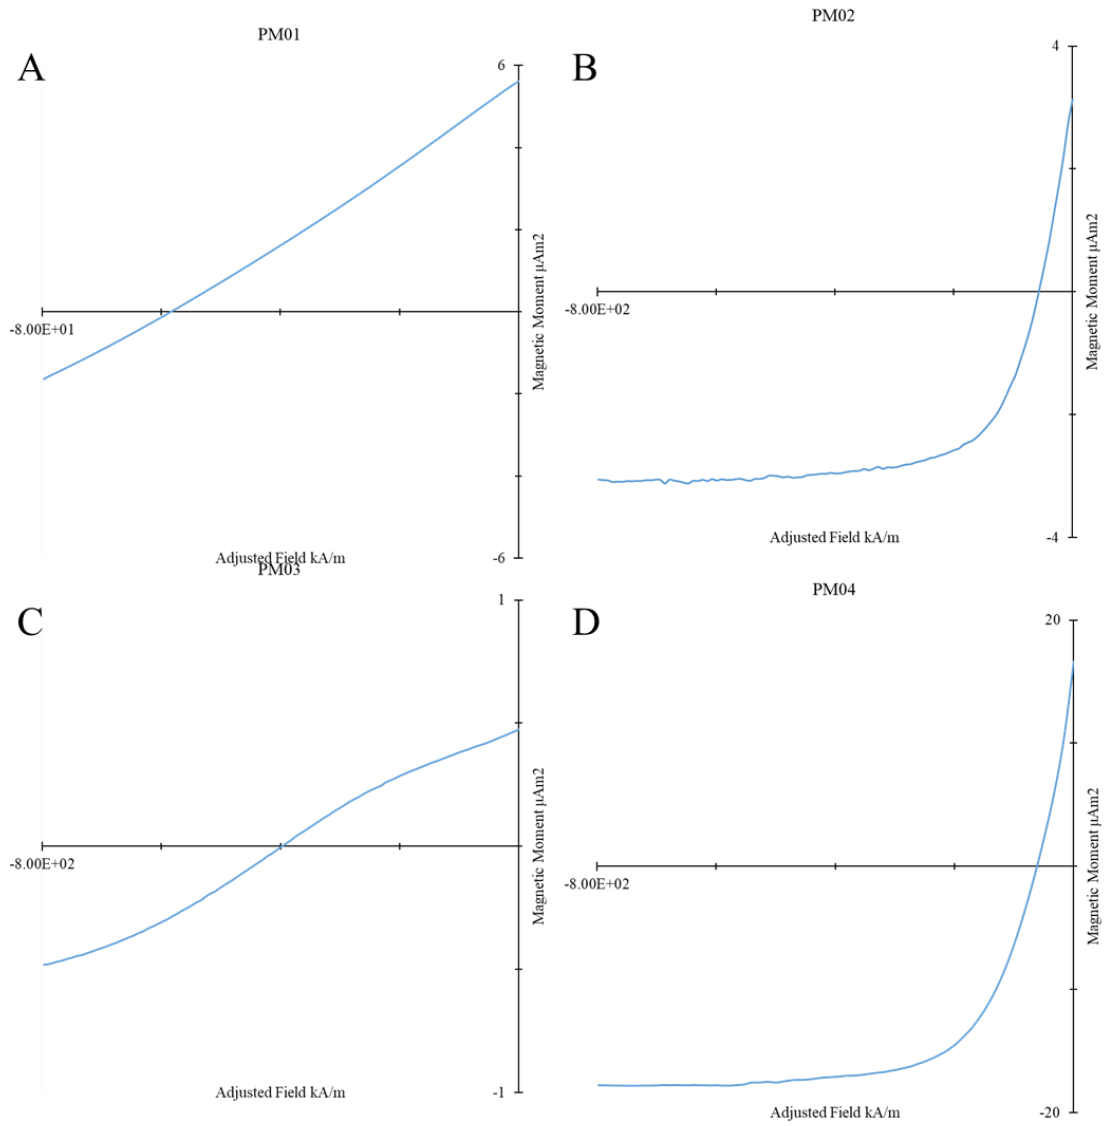 PM01
A
6
-8.00E+01
Magnetic Moment μAm2
Adjusted Field kA/m
-6
PM02
B
4
-8.00E+02
Magnetic Moment μAm2
Adjusted Field kA/m
-4
PM03
C
1
-8.00E+02
Magnetic Moment μAm2
Adjusted Field kA/m
-1
PM04
D
20
-8.00E+02
Magnetic Moment μAm2
Adjusted Field kA/m
-20